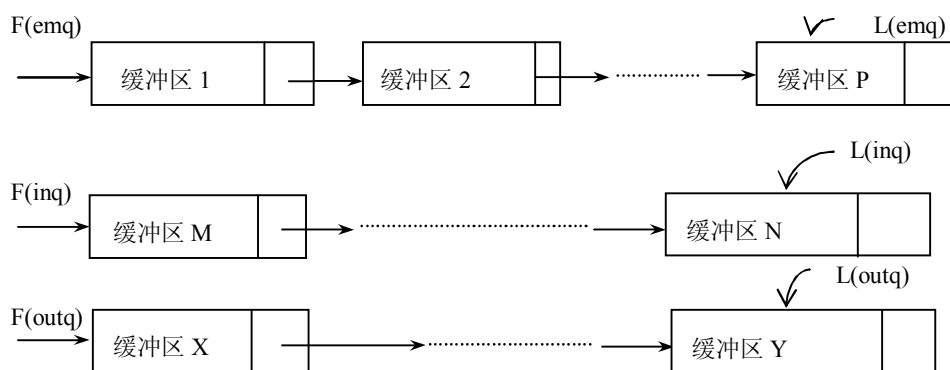 F(emq) L(emq)
缓冲区 1 缓冲区 2 缓冲区 P
F(inq) L(inq)
缓冲区 M 缓冲区 N
L(outq)
F(outq)
缓冲区 X 缓冲区 Y